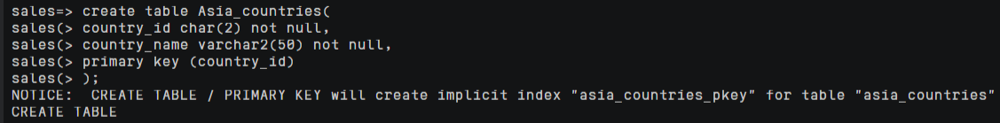 sales=> create table Asia_countries(
sales(> country_id char(2) not null,
sales(> country_name varchar2(50) not null,
sales(> primary key (country_id)
sales(> );
NOTICE:  CREATE TABLE / PRIMARY KEY will create implicit index "asia_countries_pkey" for table "asia_countries"
CREATE TABLE